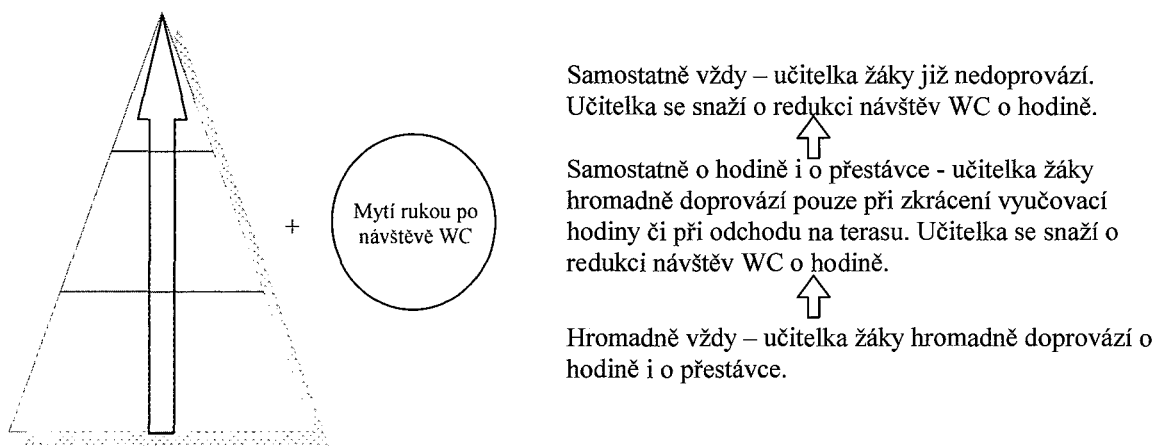 Samostatně vždy – učitelka žáky již nedoprovází.
Učitelka se snaží o redukci návštěv WC o hodině.
Samostatně o hodině i o přestávce - učitelka žáky
hromadně doprovází pouze při zkrácení vyučovací
hodiny či při odchodu na terasu. Učitelka se snaží o
redukci návštěv WC o hodině.
Hromadně vždy – učitelka žáky hromadně doprovází o
hodině i o přestávce.
+
Mytí rukou po
návštěvě WC